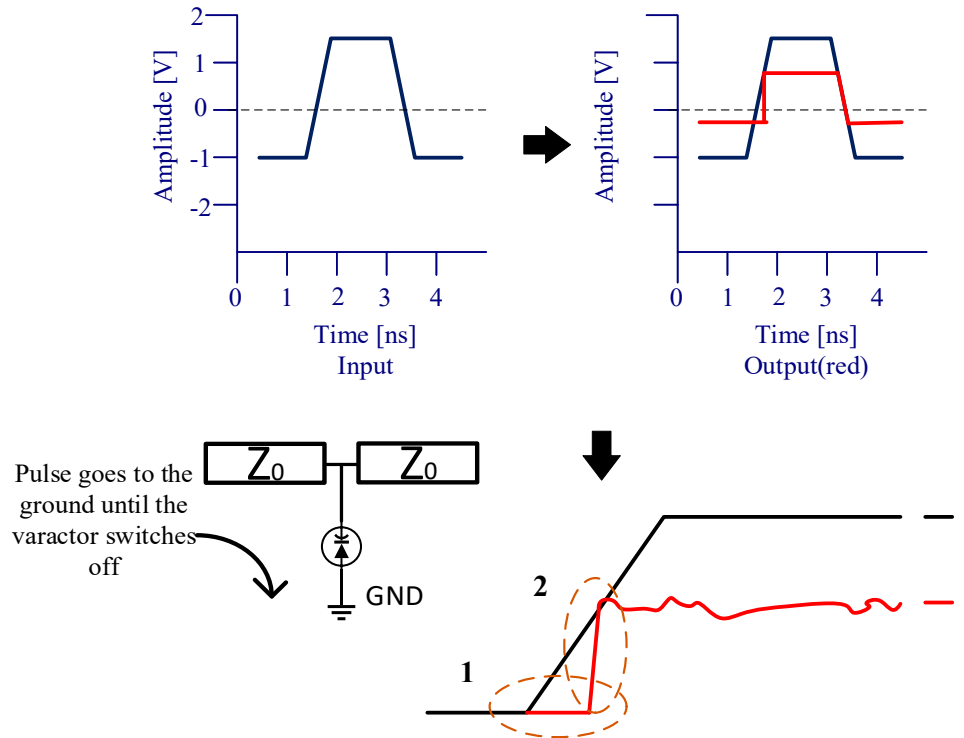 2
1
0
-1
-2
Amplitude [V]
0 1 2 3 4
Time [ns]
Input
2
1
0
-1
-2
Amplitude [V]
0 1 2 3 4
Time [ns]
Output(red)
Pulse goes to the
ground until the
varactor switches
off
Z0 Z0
GND
2
1